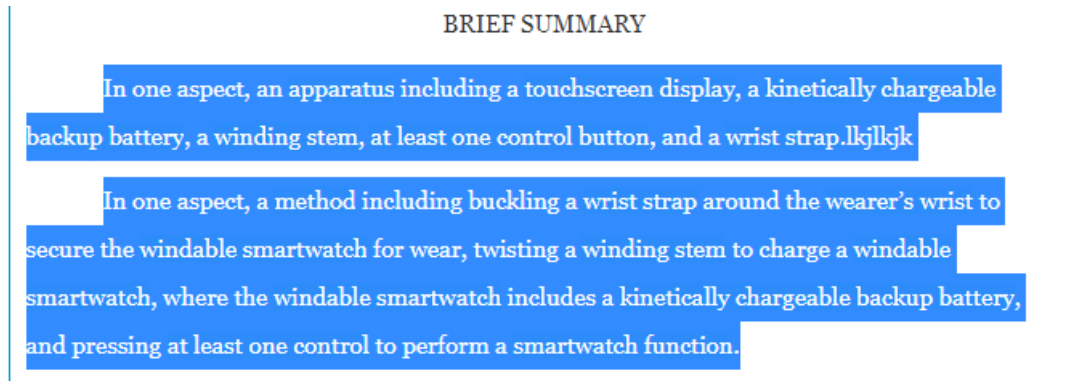 BRIEF SUMMARY
In one aspect, an apparatus including a touchscreen display, a kinetically chargeable
backup battery, a winding stem, at least one control button, and a wrist strap.lkjlkjk
In one aspect, a method including buckling a wrist strap around the wearer’s wrist to
secure the windable smartwatch for wear, twisting a winding stem to charge a windable
smartwatch, where the windable smartwatch includes a kinetically chargeable backup battery,
and pressing at least one control to perform a smartwatch function.